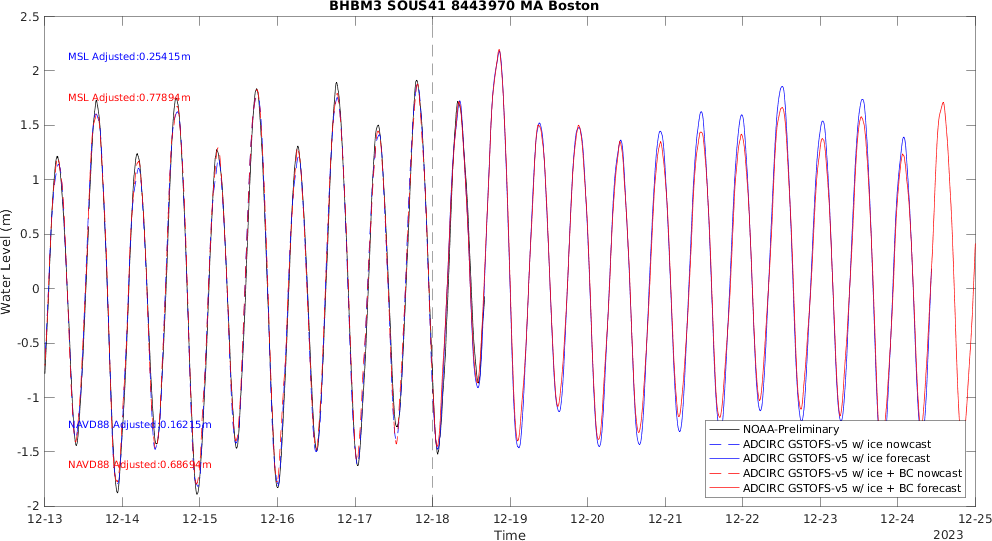 BHBM3 SOUS41 8443970 MA Boston
2.5
2
1.5
1
0.5
0
-0.5
-1
-1.5
-2
Water Level (m)
MSL Adjusted:0.25415m
MSL Adjusted:0.77894m
NAVD88 Adjusted:0.16215m
NAVD88 Adjusted:0.68694m
NOAA-Preliminary
ADCIRC GSTOFS-v5 w/ ice nowcast
ADCIRC GSTOFS-v5 w/ ice forecast
ADCIRC GSTOFS-v5 w/ ice + BC nowcast
ADCIRC GSTOFS-v5 w/ ice + BC forecast
12-13 12-14 12-15 12-16 12-17 12-18 12-19 12-20 12-21 12-22 12-23 12-24 12-25
Time
2023